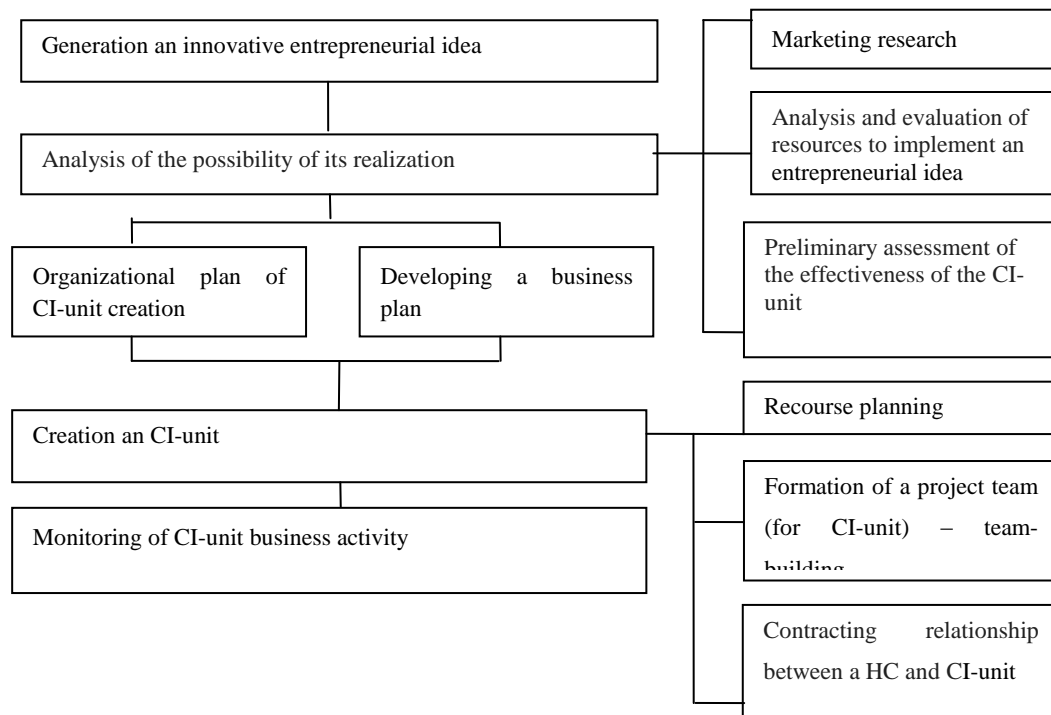 Generation an innovative entrepreneurial idea
Analysis of the possibility of its realization
Organizational plan of
CI-unit creation
Developing a business
plan
Creation an CI-unit
Monitoring of CI-unit business activity
Marketing research
Analysis and evaluation of
resources to implement an
entrepreneurial idea
Preliminary assessment of
the effectiveness of the CI-
unit
Recourse planning
Formation of a project team
(for CI-unit) – team-
building
Contracting relationship
between a HC and CI-unit